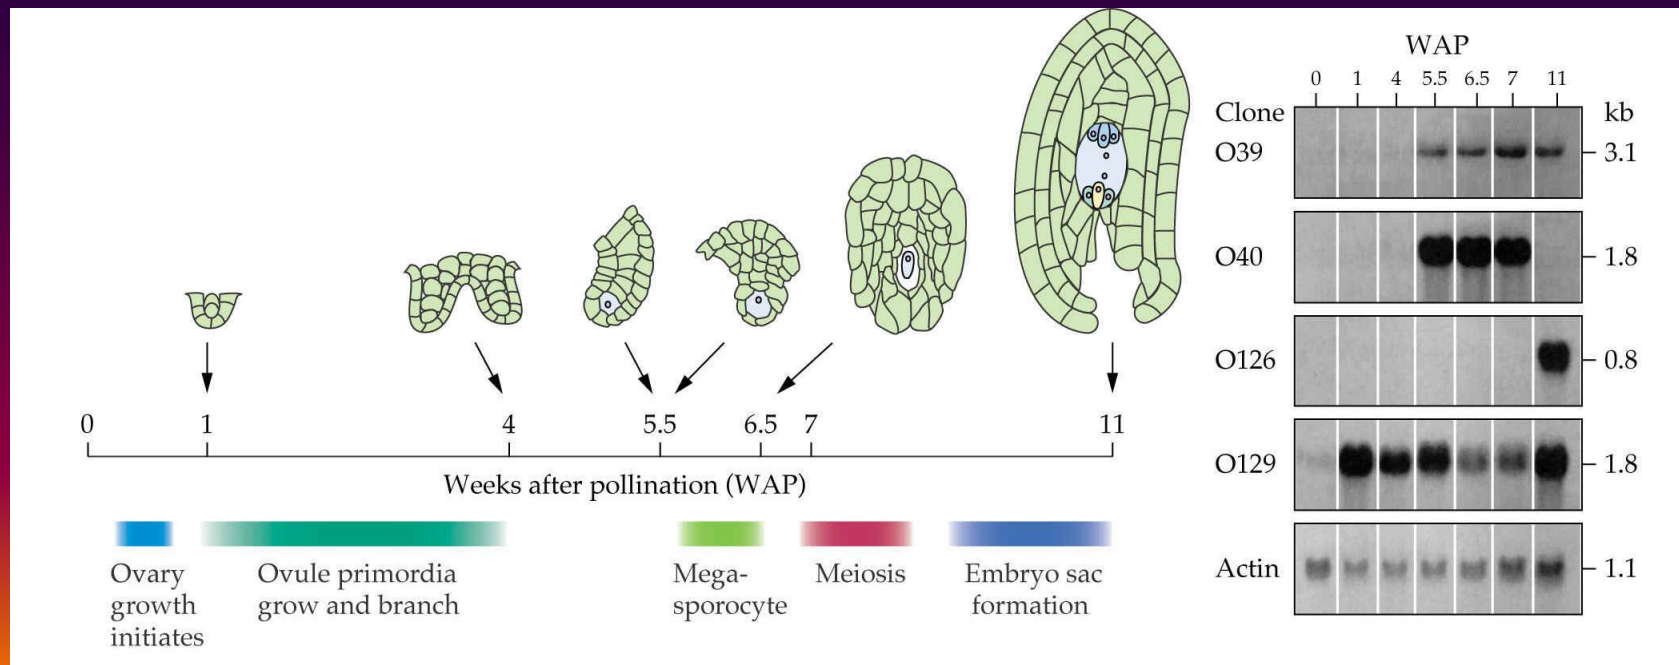 WAP
0 1 4 5.5 6.5 7 11
Clone kb
O39 3.1
O40 1.8
O126 0.8
O129 1.8
Actin 1.1
0 1 4 5.5 6.5 7 11
Weeks after pollination (WAP)
Ovary
growth
initiates
Ovule primordia
grow and branch
Mega-
sporocyte
Meiosis
Embryo sac
formation